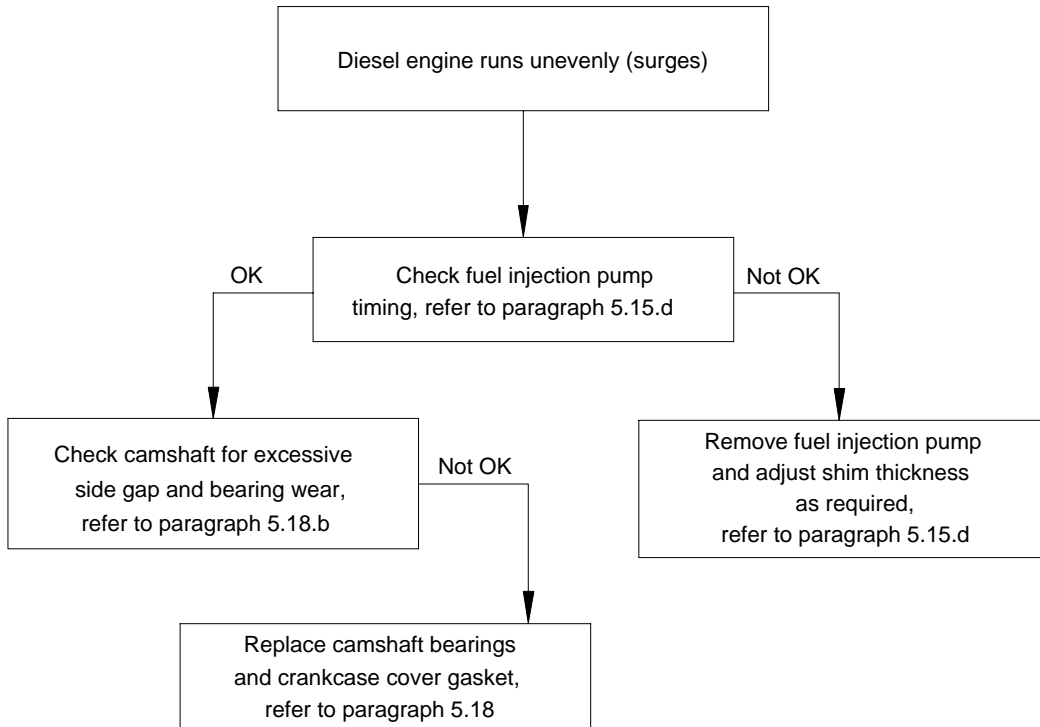 Diesel engine runs unevenly (surges)
OK
Check fuel injection pump
timing, refer to paragraph 5.15.d
Not OK
Check camshaft for excessive
side gap and bearing wear,
refer to paragraph 5.18.b
Not OK
Remove fuel injection pump
and adjust shim thickness
as required,
refer to paragraph 5.15.d
Replace camshaft bearings
and crankcase cover gasket,
refer to paragraph 5.18